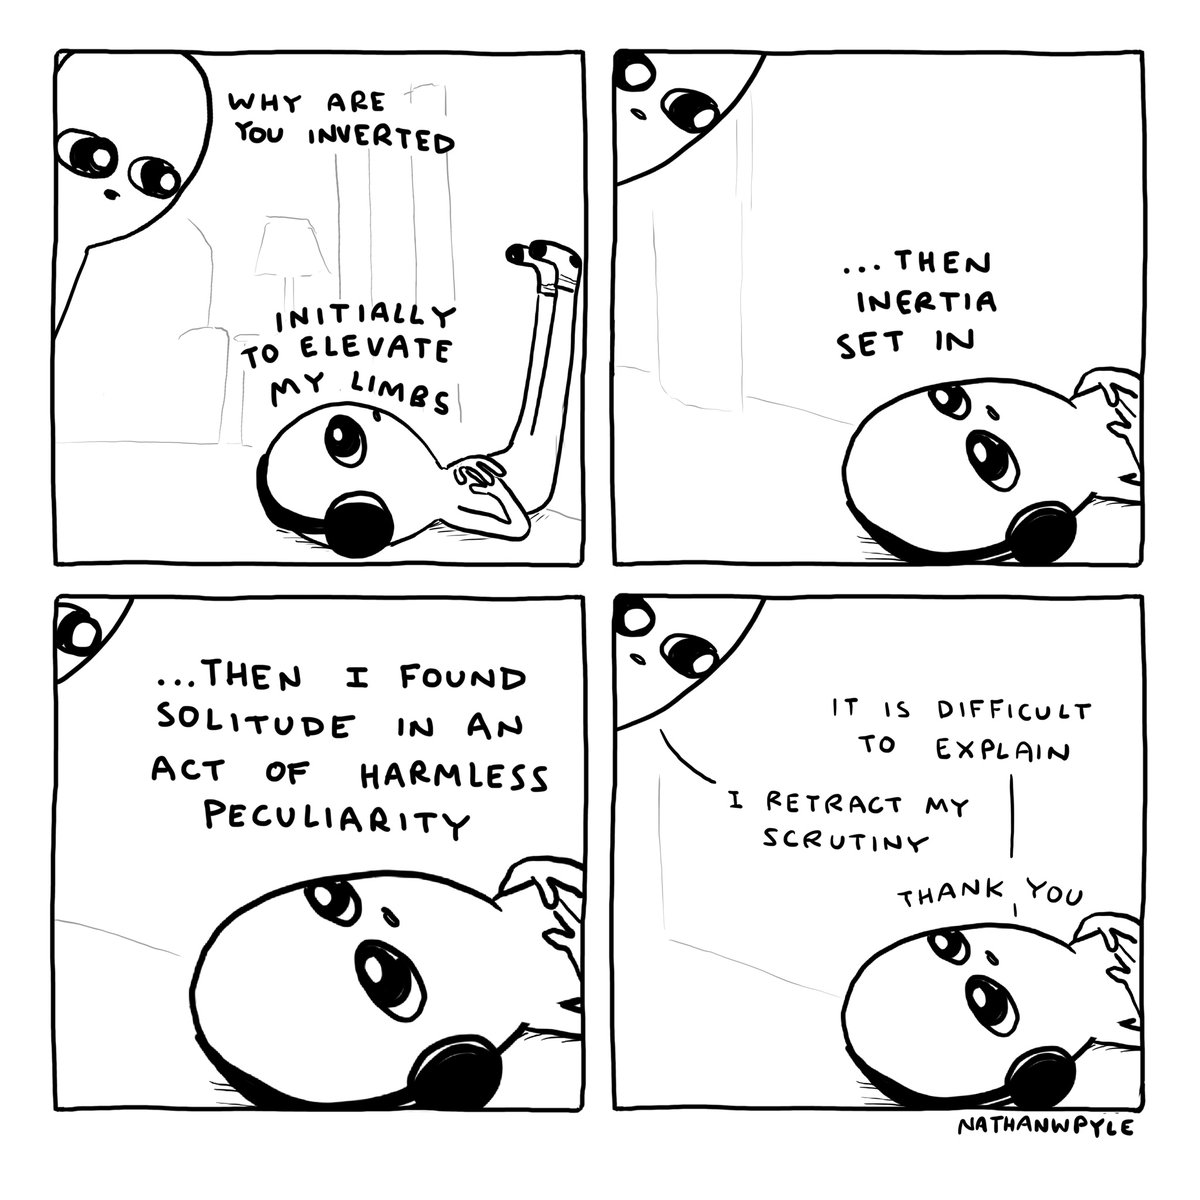 WHY ARE
YOU INVERTED
INITIALLY
TO ELEVATE
MY LIMBS
...THEN
INERTIA
SET IN
...THEN I FOUND
SOLITUDE IN AN
ACT OF HARMLESS
PECULIARITY
IT IS DIFFICULT
TO EXPLAIN
I RETRACT MY
SCRUTINY
THANK YOU
NATHANWPYLE